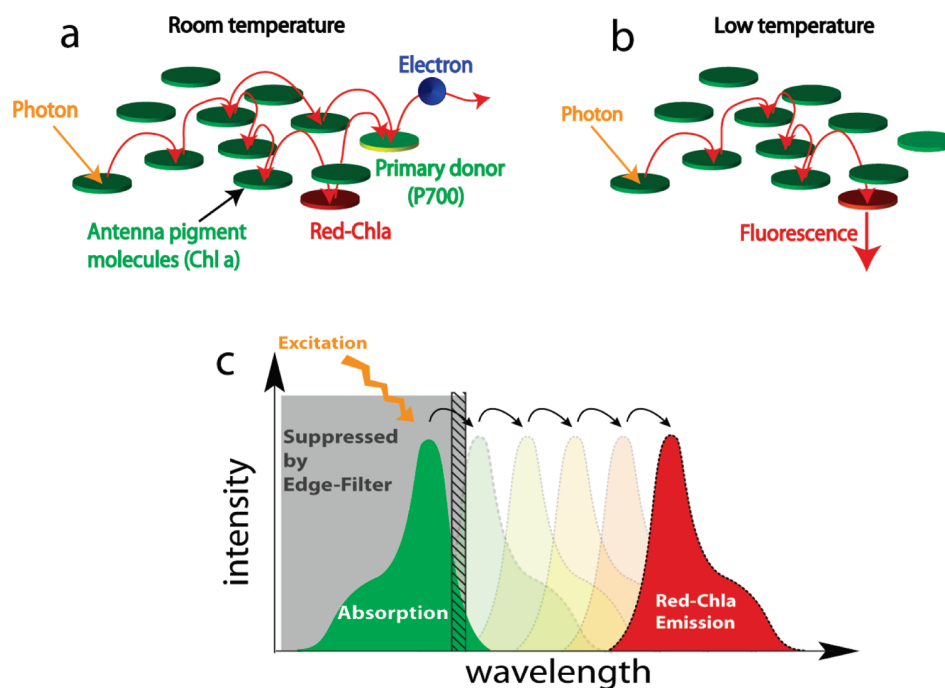 a
Room temperature
Photon
Electron
Primary donor
(P700)
Antenna pigment
molecules (Chl a)
Red-Chla
b
Low temperature
Photon
Fluorescence
c
Excitation
Suppressed
by
Edge-Filter
Absorption
Red-Chla
Emission
intensity
wavelength